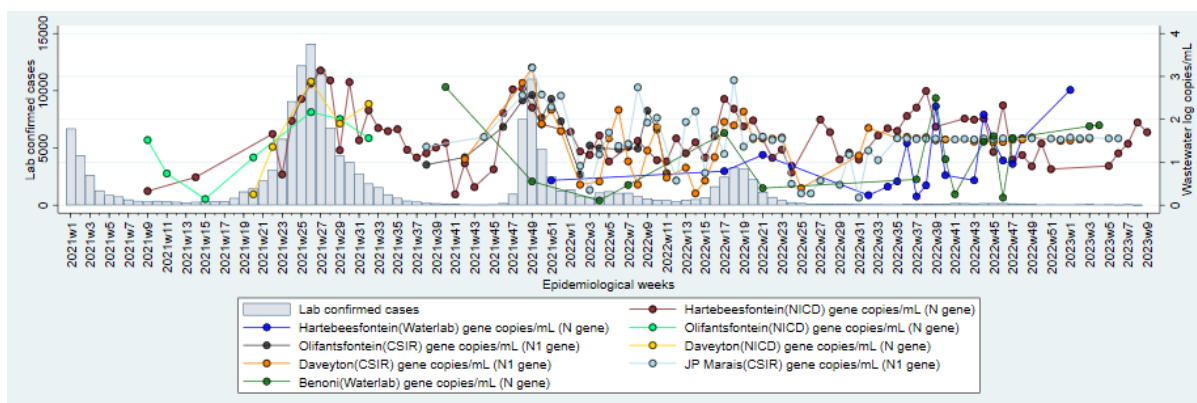 15000
10000
5000
0
Lab confirmed cases
4
3
2
1
0
Wastewater log copies/mL
2021w1
2021w3
2021w5
2021w7
2021w9
2021w11
2021w13
2021w15
2021w17
2021w19
2021w21
2021w23
2021w25
2021w27
2021w29
2021w31
2021w33
2021w35
2021w37
2021w39
2021w41
2021w43
2021w45
2021w47
2021w49
2021w51
2022w1
2022w3
2022w5
2022w7
2022w9
2022w11
2022w13
2022w15
2022w17
2022w19
2022w21
2022w23
2022w25
2022w27
2022w29
2022w31
2022w33
2022w35
2022w37
2022w39
2022w41
2022w43
2022w45
2022w47
2022w49
2022w51
2023w1
2023w3
2023w5
2023w7
2023w9
Epidemiological weeks
Lab confirmed cases
Hartebeesfontein(NICD) gene copies/mL (N gene)
Hartebeesfontein(Waterlab) gene copies/mL (N gene)
Olifantsfontein(NICD) gene copies/mL (N gene)
Olifantsfontein(CSIR) gene copies/mL (N1 gene)
Daveyton(NICD) gene copies/mL (N gene)
Daveyton(CSIR) gene copies/mL (N1 gene)
JP Marais(CSIR) gene copies/mL (N1 gene)
Benoni(Waterlab) gene copies/mL (N gene)